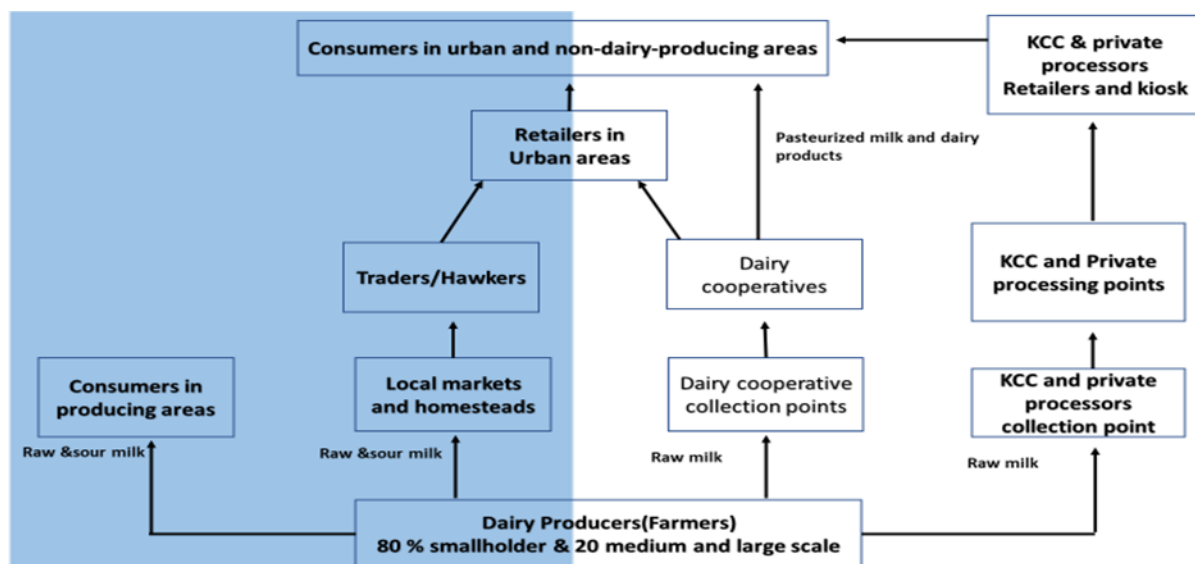 Consumers in urban and non-dairy-producing areas
KCC & private
processors
Retailers and kiosk
Retailers in
Urban areas
Pasteurized milk and dairy
products
Traders/Hawkers
Dairy
cooperatives
KCC and Private
processing points
Consumers in
producing areas
Local markets
and homesteads
Dairy cooperative
collection points
KCC and private
processors
collection point
Raw &sour milk
Raw &sour milk
Raw milk
Raw milk
Dairy Producers(Farmers)
80 % smallholder & 20 medium and large scale